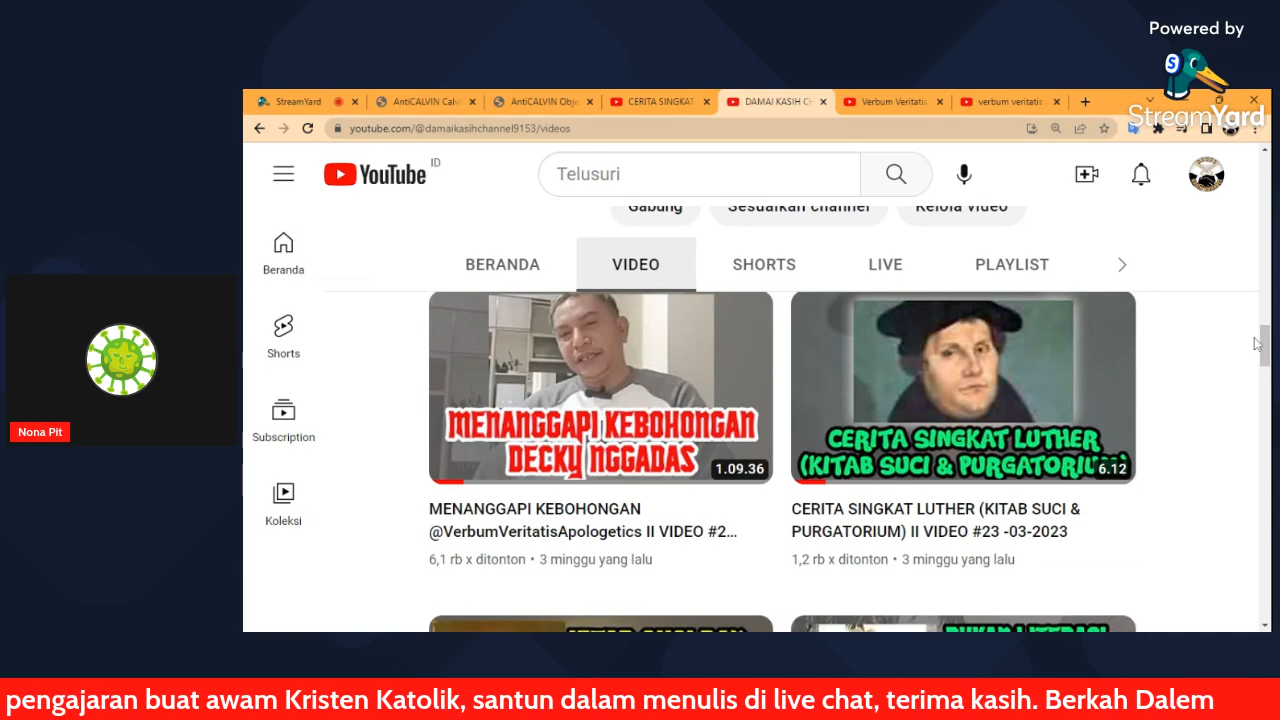 Powered by
StreamYard
StreamYard
AntiCALVIN Calv
AntiCALVIN Obje
CERITA SINGKAT
DAMAI KASIH CH
Verbum Veritatis
verbum veritatis
youtube.com/@damaikasihchannel9153/videos
YouTube ID
Telusuri
Gabung
Sesuaikan channel
Kelola video
BERANDA
VIDEO
SHORTS
LIVE
PLAYLIST
Beranda
Shorts
Subscription
Koleksi
Nona Pit
MENANGGAPI KEBOHONGAN
DECKY NGGADAS
1.09.36
MENANGGAPI KEBOHONGAN
@VerbumVeritatisApologetics II VIDEO #2...
6,1 rb x ditonton • 3 minggu yang lalu
CERITA SINGKAT LUTHER
(KITAB SUCI & PURGATORIUM)
6.12
CERITA SINGKAT LUTHER (KITAB SUCI &
PURGATORIUM) II VIDEO #23 -03-2023
1,2 rb x ditonton • 3 minggu yang lalu
BUKAN LITERASI
pengajaran buat awam Kristen Katolik, santun dalam menulis di live chat, terima kasih. Berkah Dalem